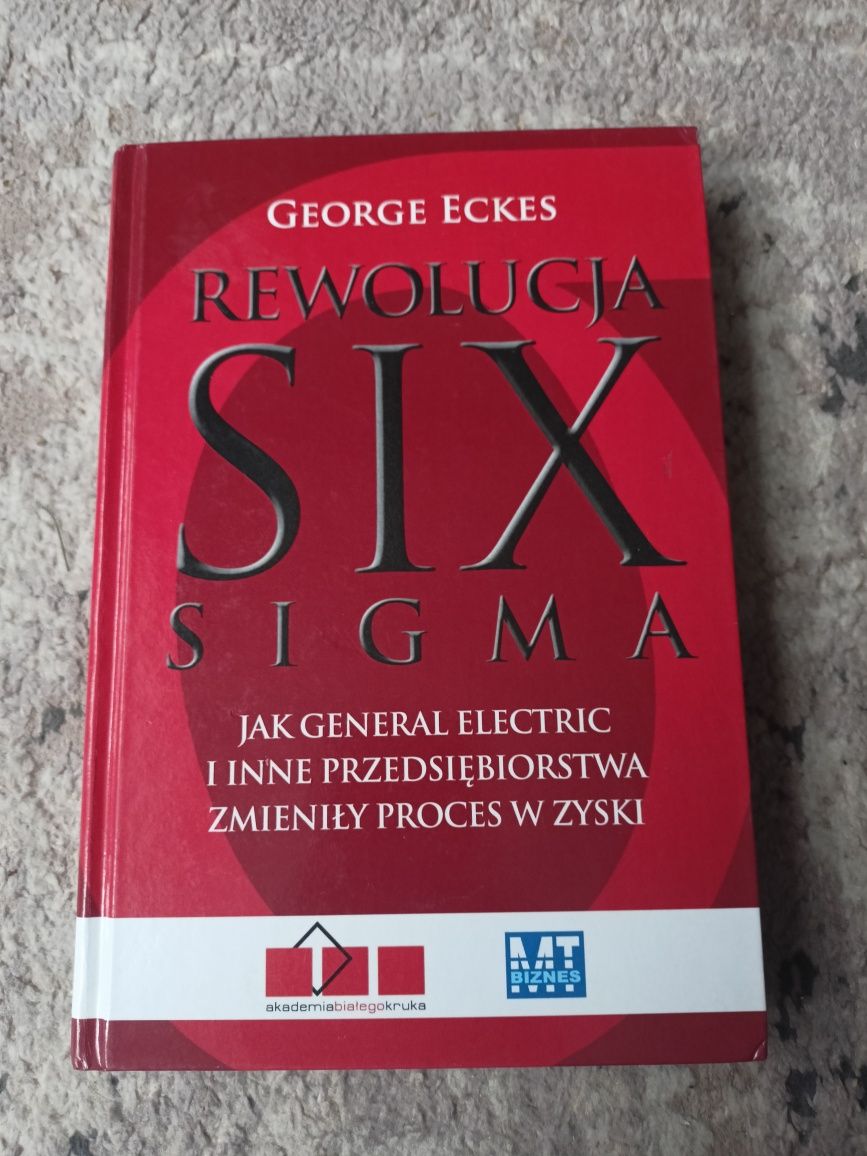 GEORGE ECKES
REWOLUCJA
SIX
SIGMA
JAK GENERAL ELECTRIC
I INNE PRZEDSIĘBIORSTWA
ZMIENIŁY PROCES W ZYSKI
akademiabiałegokruka
MT
BIZNES